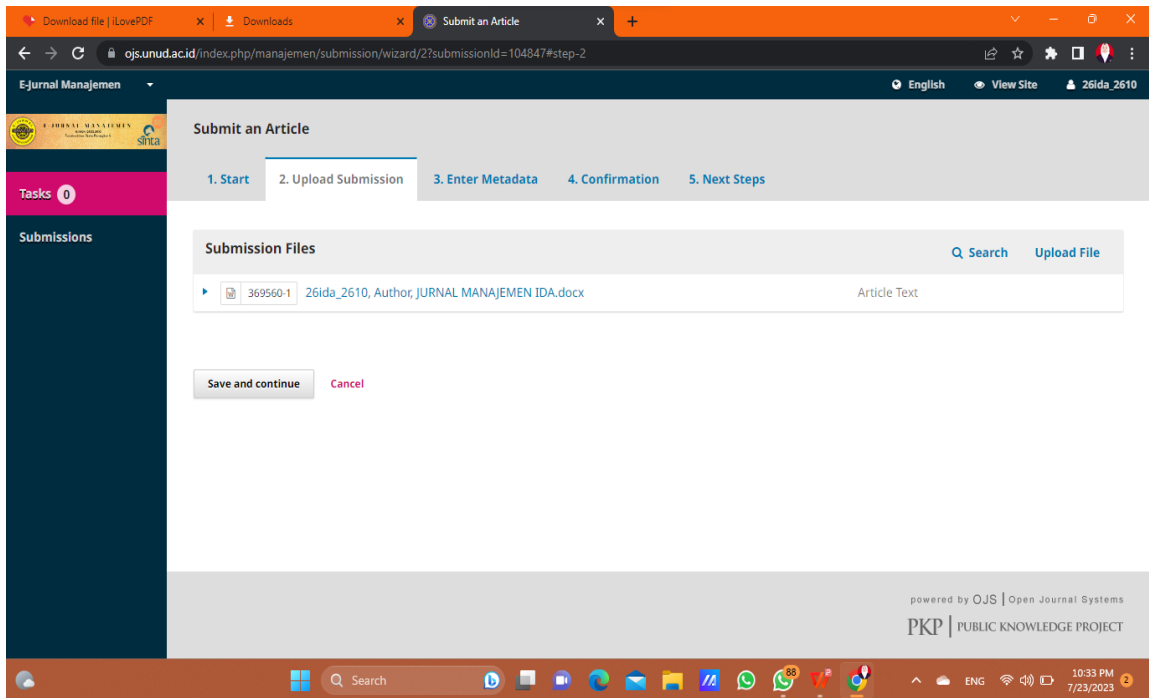 Download file | iLovePDF
Downloads
Submit an Article
ojs.unud.ac.id/index.php/manajemen/submission/wizard/2?submissionId=104847#step-2
E-Jurnal Manajemen
English
View Site
26ida_2610
E-JURNAL MANAJEMEN
sinta
Submit an Article
1. Start
2. Upload Submission
3. Enter Metadata
4. Confirmation
5. Next Steps
Tasks 0
Submissions
Submission Files
Search
Upload File
369560-1 26ida_2610, Author, JURNAL MANAJEMEN IDA.docx Article Text
Save and continue
Cancel
powered by OJS | Open Journal Systems
PKP | PUBLIC KNOWLEDGE PROJECT
Search
88
ENG
10:33 PM
7/23/2023
2